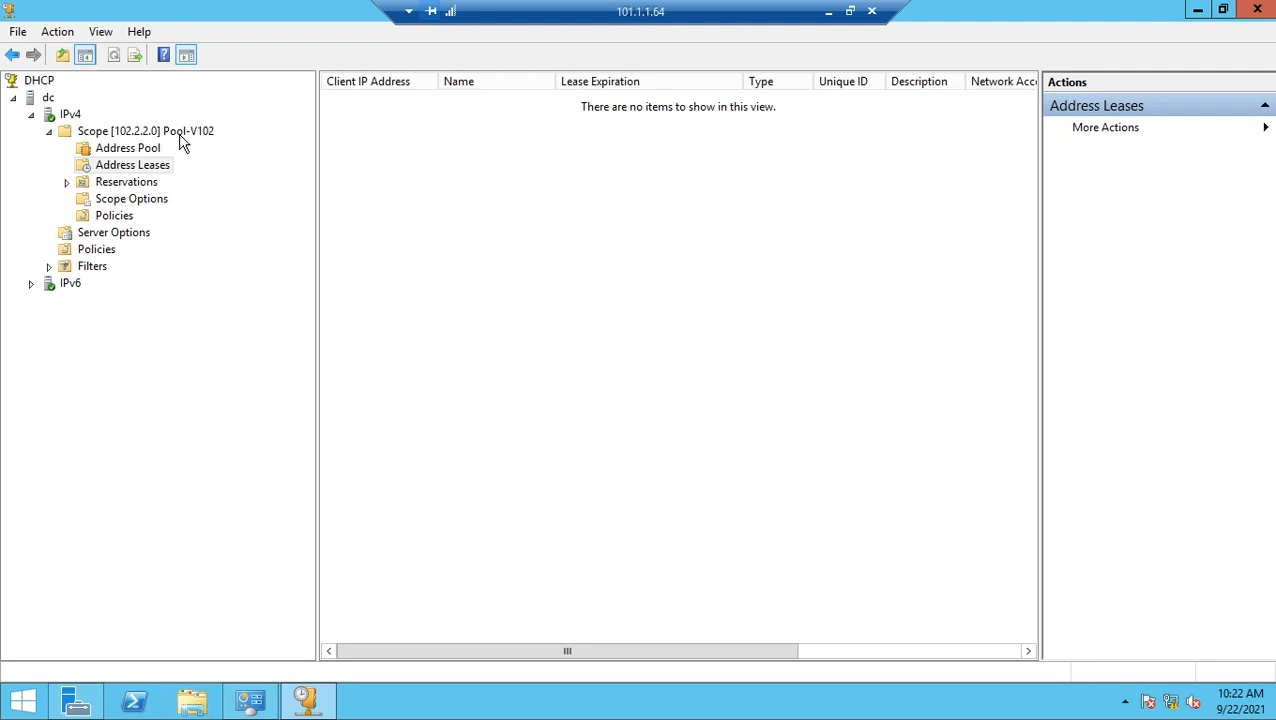 101.1.1.64
File Action View Help
DHCP
dc
IPv4
Scope [102.2.2.0] Pool-V102
Address Pool
Address Leases
Reservations
Scope Options
Policies
Server Options
Policies
Filters
IPv6
Client IP Address Name Lease Expiration Type Unique ID Description Network Acc
There are no items to show in this view.
Actions
Address Leases
More Actions
10:22 AM
9/22/2021